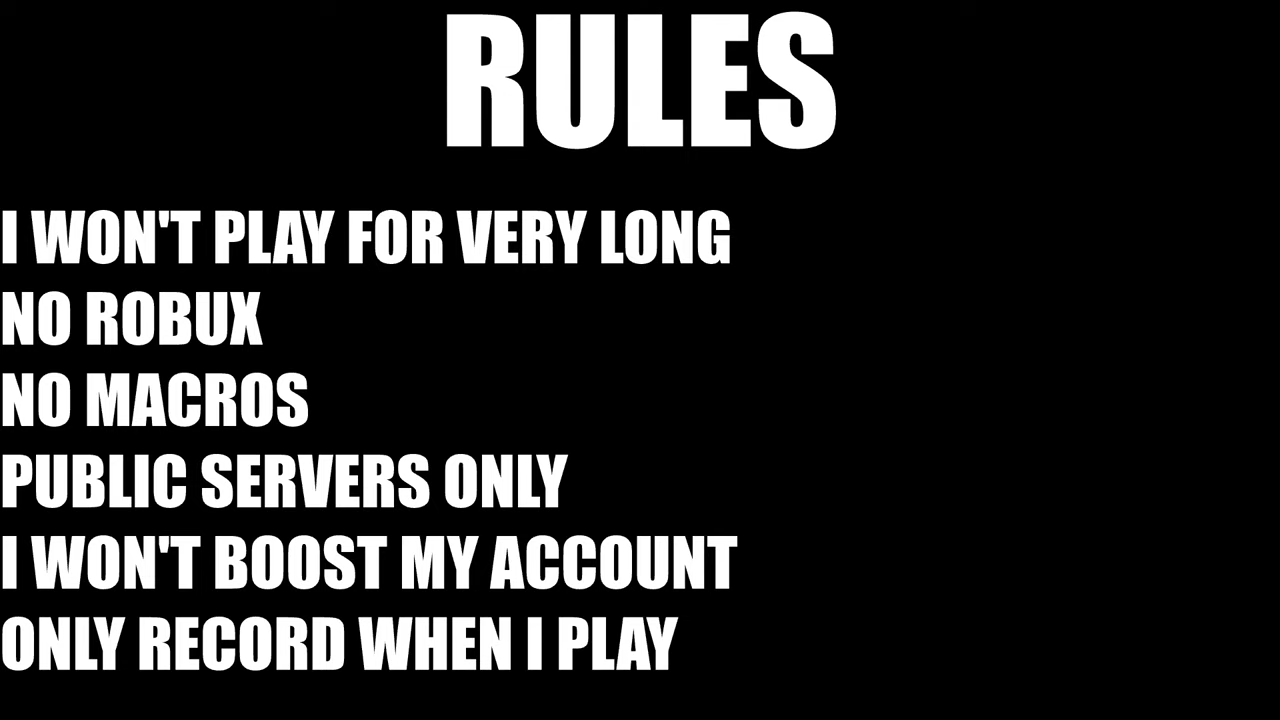 RULES
I WON'T PLAY FOR VERY LONG
NO ROBUX
NO MACROS
PUBLIC SERVERS ONLY
I WON'T BOOST MY ACCOUNT
ONLY RECORD WHEN I PLAY